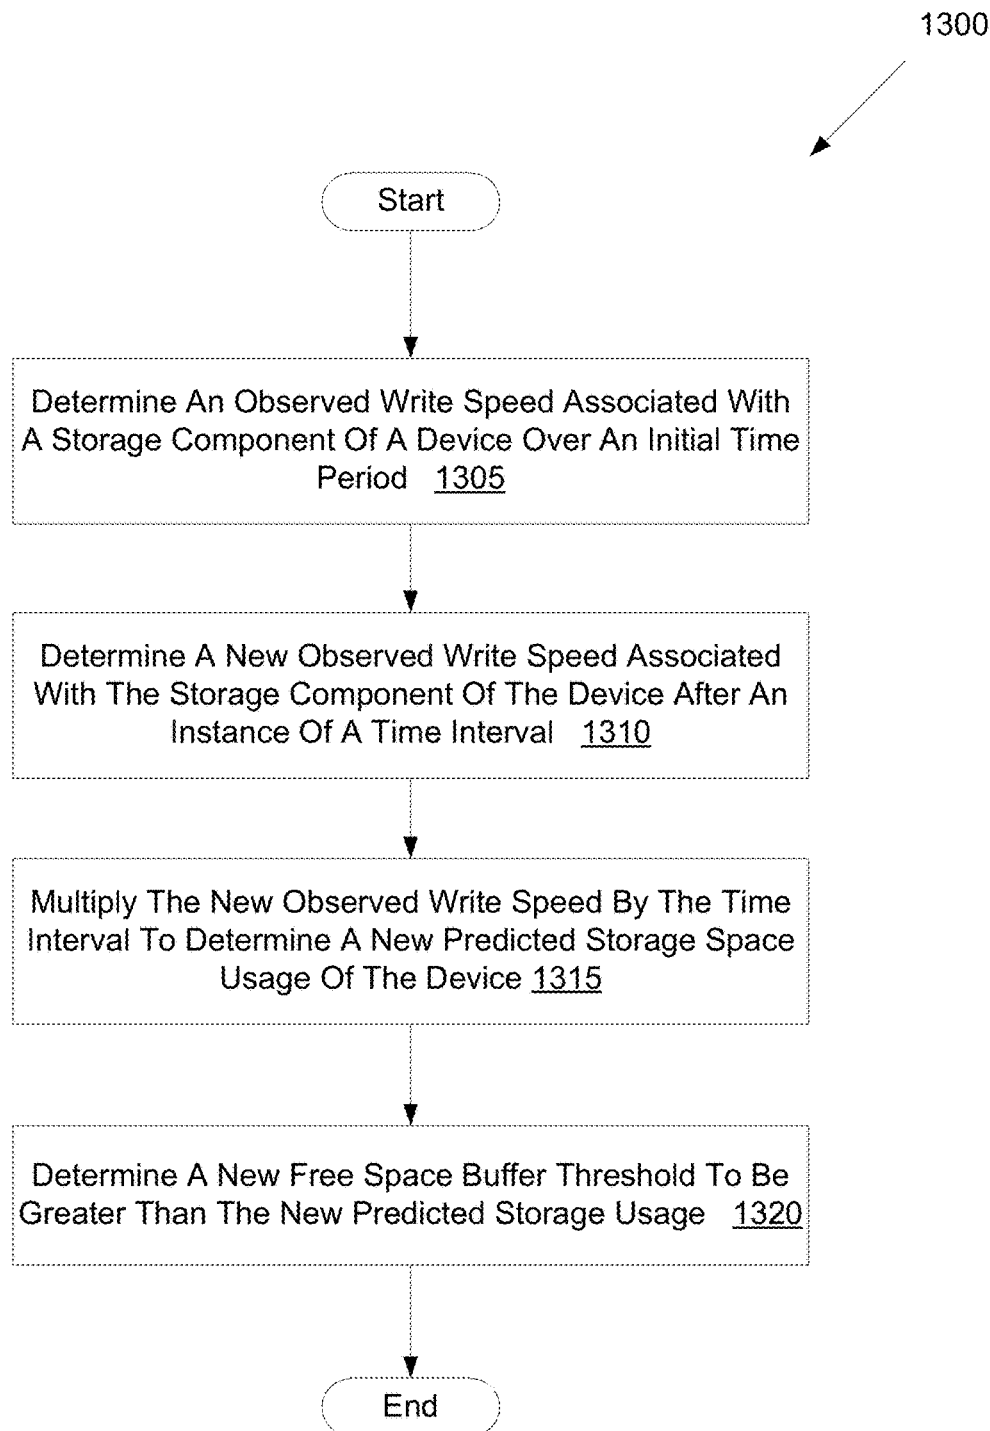 1300
Start
Determine An Observed Write Speed Associated With
A Storage Component Of A Device Over An Initial Time
Period 1305
Determine A New Observed Write Speed Associated
With The Storage Component Of The Device After An
Instance Of A Time Interval 1310
Multiply The New Observed Write Speed By The Time
Interval To Determine A New Predicted Storage Space
Usage Of The Device 1315
Determine A New Free Space Buffer Threshold To Be
Greater Than The New Predicted Storage Usage 1320
End